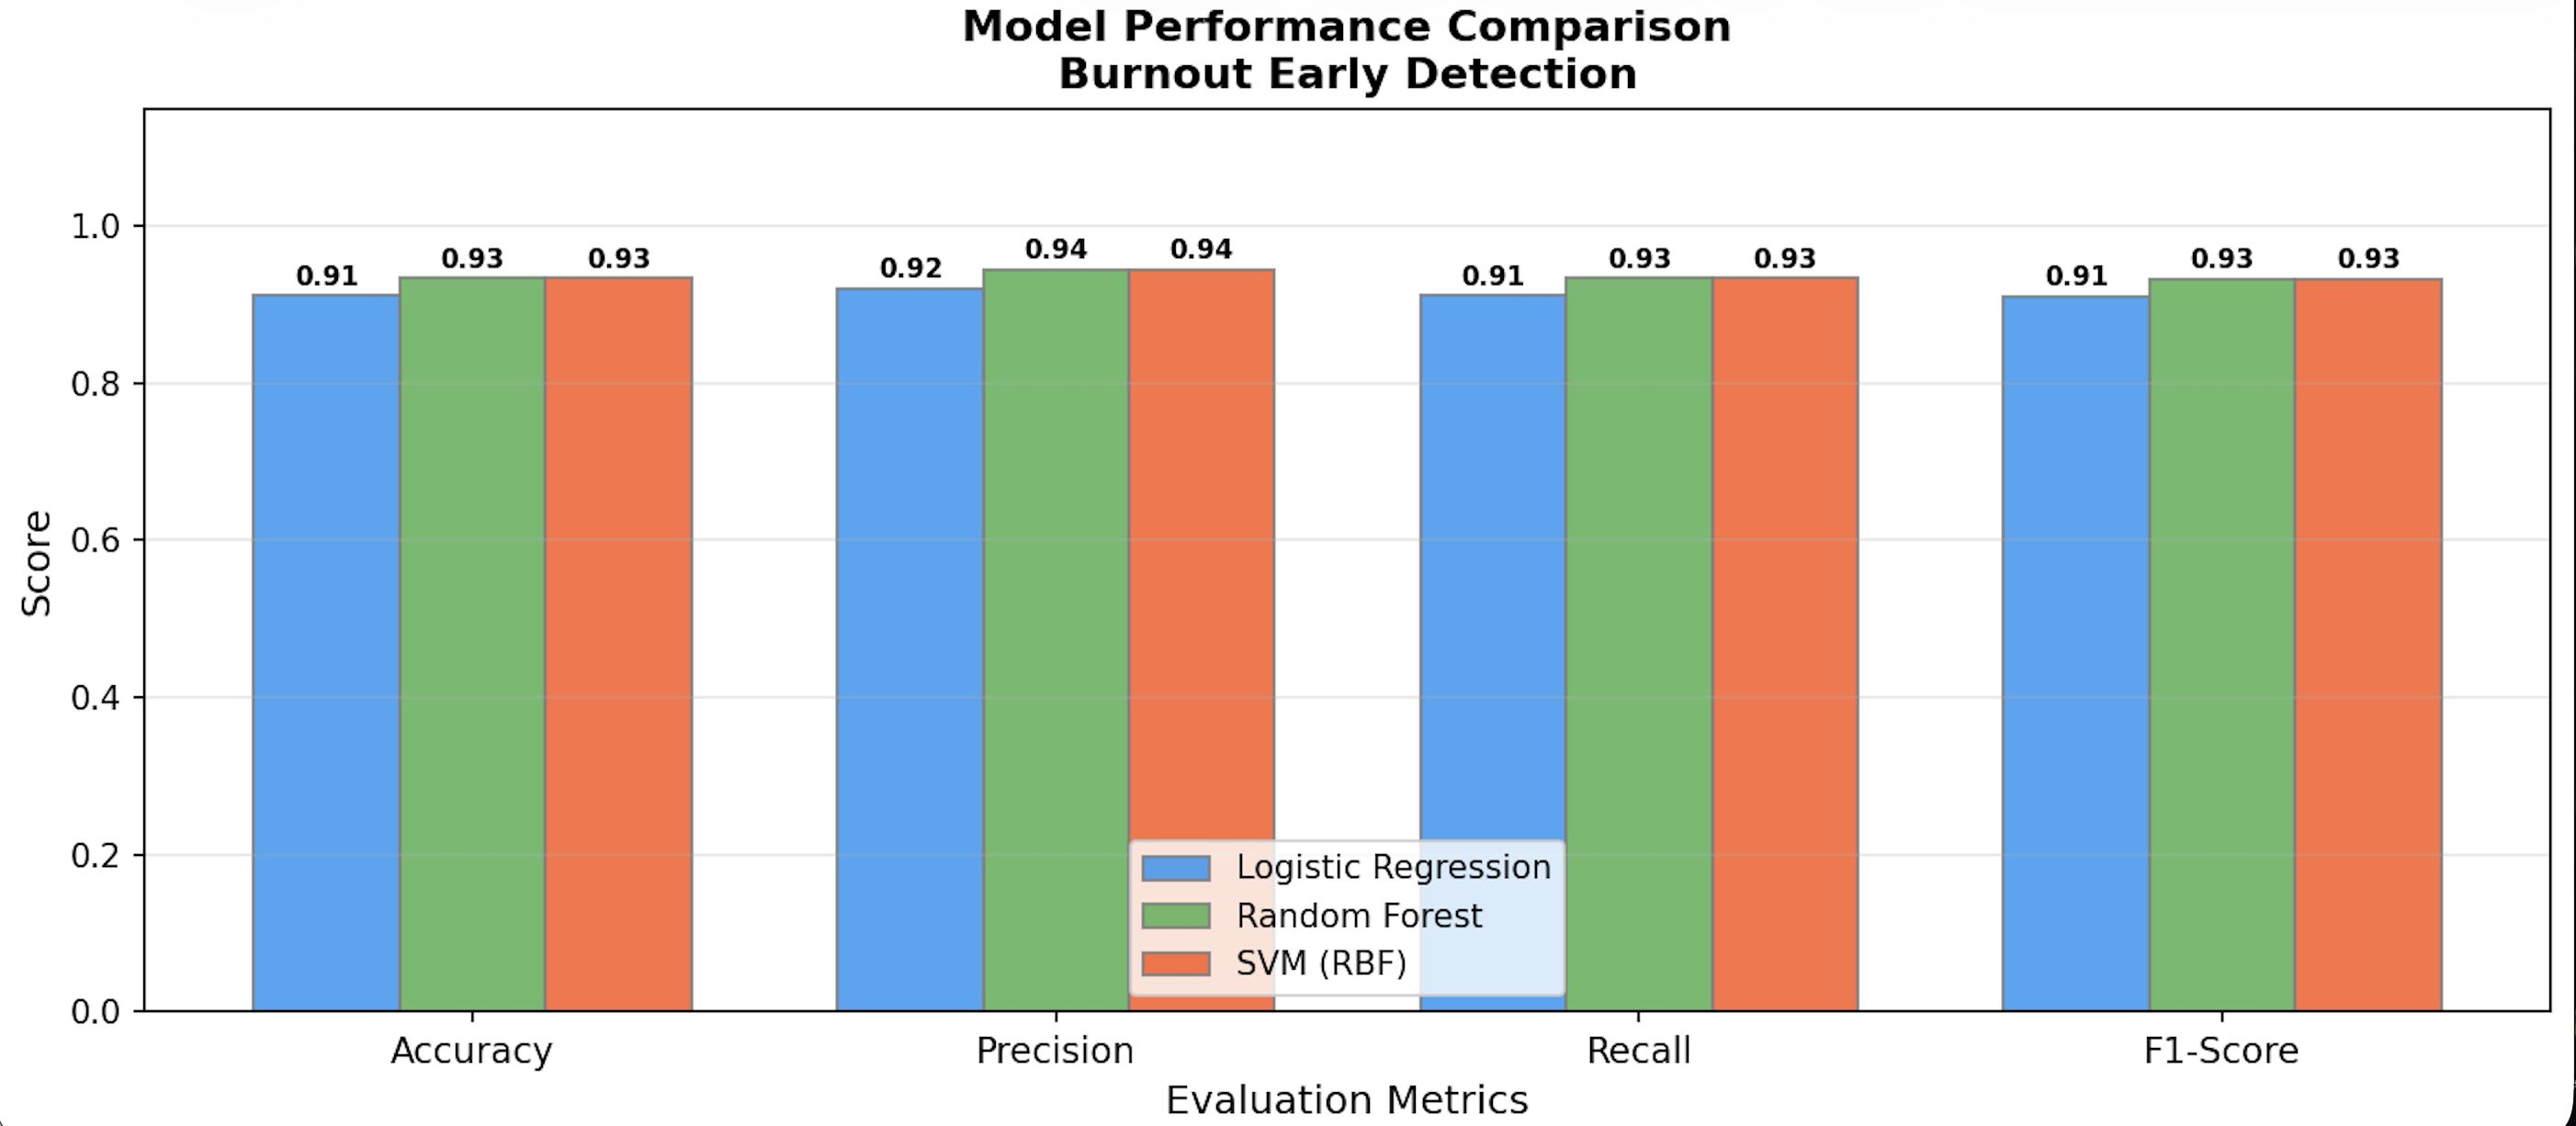 Model Performance Comparison
Burnout Early Detection
Score
1.0
0.8
0.6
0.4
0.2
0.0
0.91 0.93 0.93
0.92 0.94 0.94
0.91 0.93 0.93
0.91 0.93 0.93
Logistic Regression
Random Forest
SVM (RBF)
Accuracy Precision Recall F1-Score
Evaluation Metrics